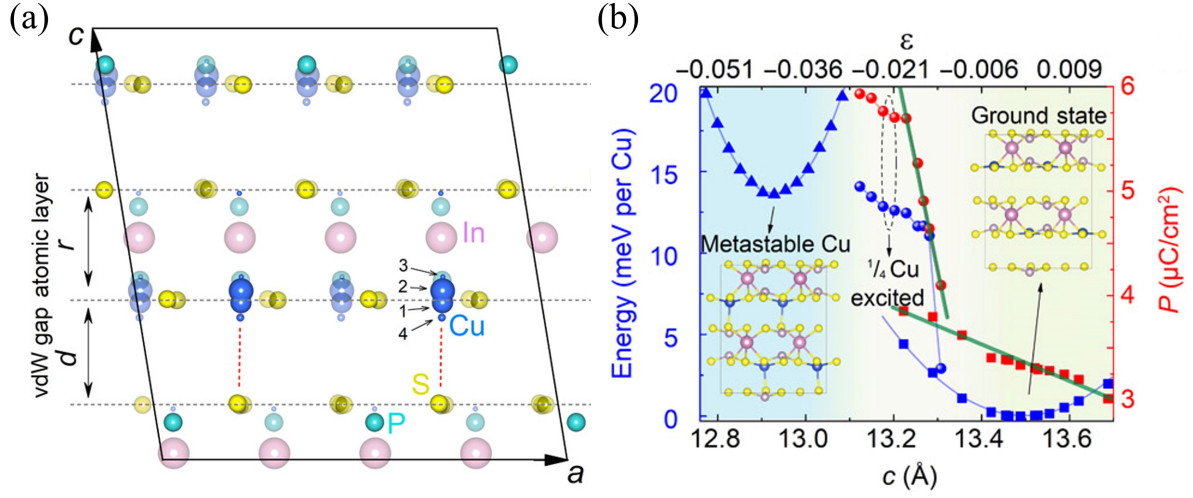 (a)
c
vdW gap atomic layer
r
d
In
3
2
1
4
Cu
S
P
a
(b)
ε
−0.051 −0.036 −0.021 −0.006 0.009
20
15
10
5
0
Energy (meV per Cu)
Metastable Cu
¼ Cu
excited
Ground state
6
5
4
3
P (μC/cm²)
12.8 13.0 13.2 13.4 13.6
c (Å)